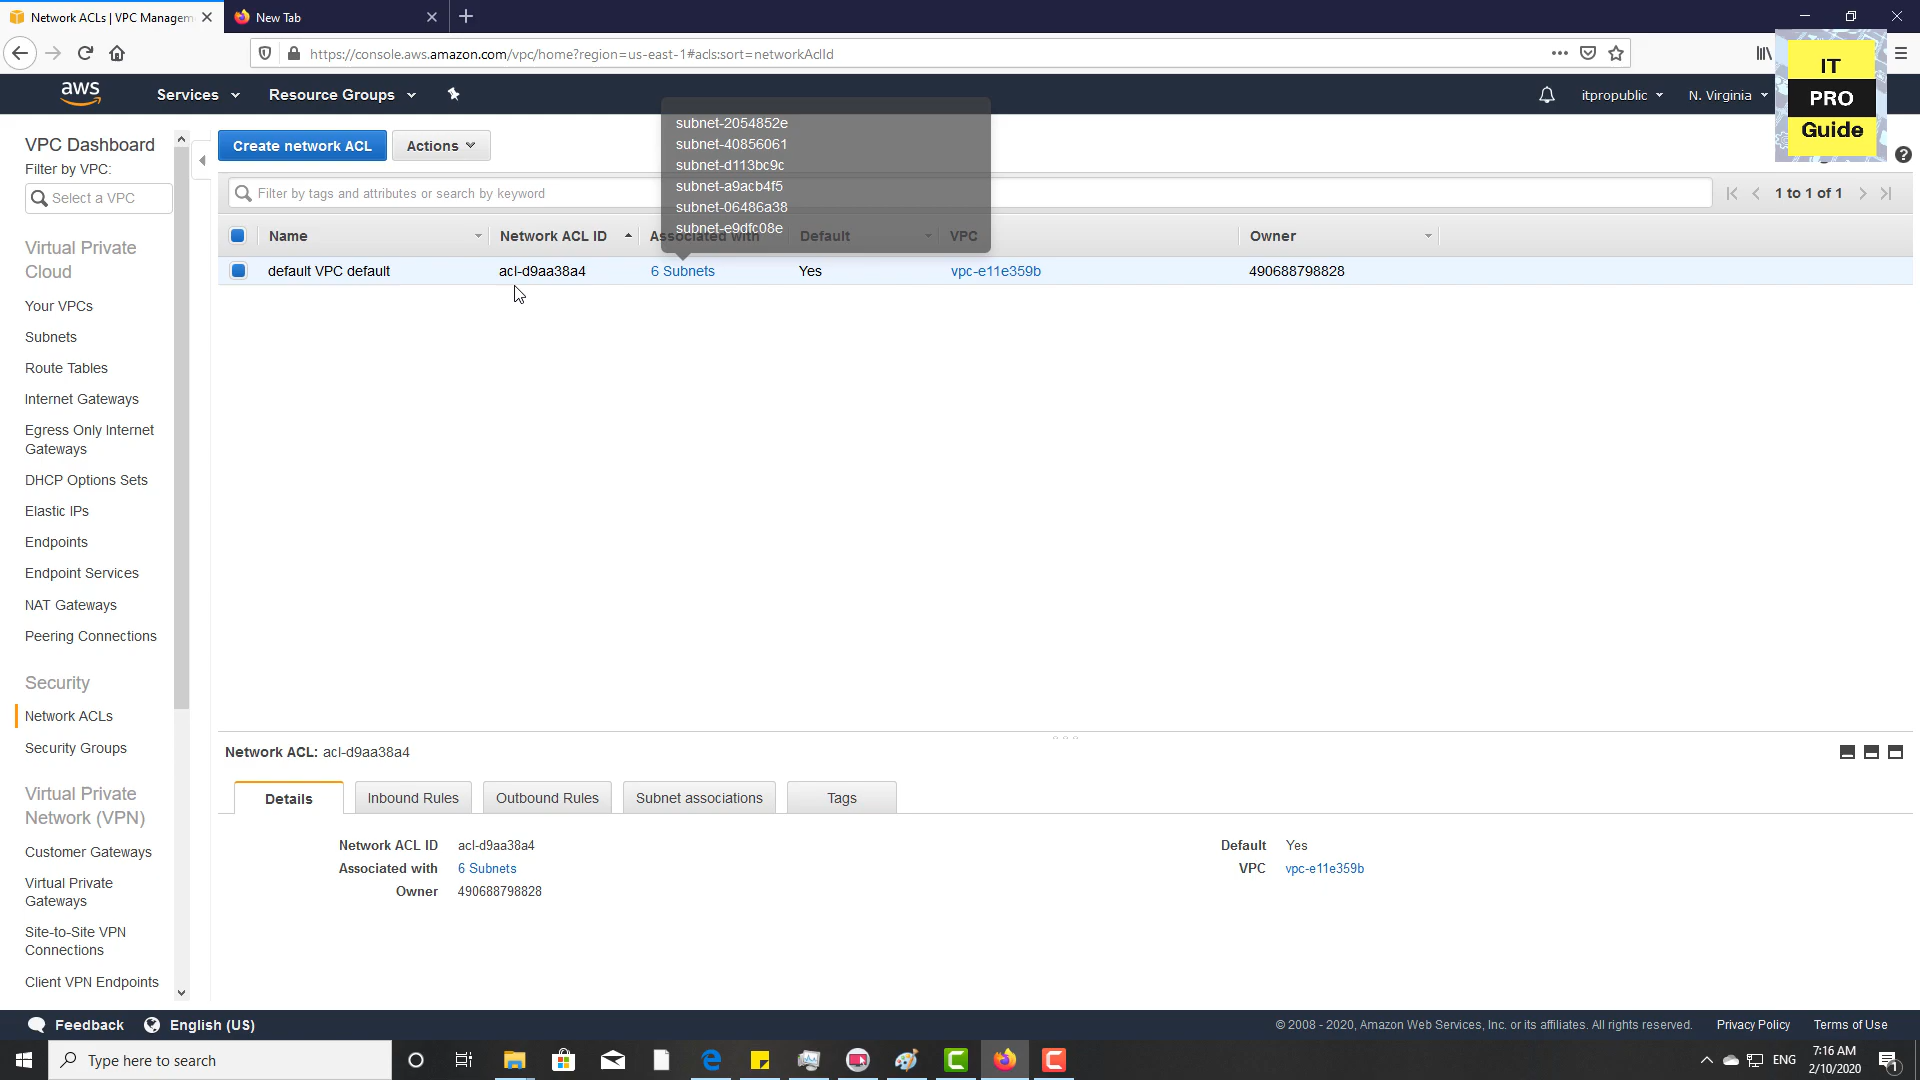 Network ACLs | VPC Managem
New Tab
https://console.aws.amazon.com/vpc/home?region=us-east-1#acls:sort=networkAclId
aws
Services
Resource Groups
itpropublic
N. Virginia
IT
PRO
Guide
VPC Dashboard
Filter by VPC:
Select a VPC
Virtual Private
Cloud
Your VPCs
Subnets
Route Tables
Internet Gateways
Egress Only Internet
Gateways
DHCP Options Sets
Elastic IPs
Endpoints
Endpoint Services
NAT Gateways
Peering Connections
Security
Network ACLs
Security Groups
Virtual Private
Network (VPN)
Customer Gateways
Virtual Private
Gateways
Site-to-Site VPN
Connections
Client VPN Endpoints
Create network ACL
Actions
subnet-2054852e
subnet-40856061
subnet-d113bc9c
subnet-a9acb4f5
subnet-06486a38
subnet-e9dfc08e
Filter by tags and attributes or search by keyword
1 to 1 of 1
Name Network ACL ID Associated with Default VPC Owner
default VPC default acl-d9aa38a4 6 Subnets Yes vpc-e11e359b 490688798828
Network ACL: acl-d9aa38a4
Details Inbound Rules Outbound Rules Subnet associations Tags
Network ACL ID acl-d9aa38a4 Default Yes
Associated with 6 Subnets VPC vpc-e11e359b
Owner 490688798828
Feedback English (US)
© 2008 - 2020, Amazon Web Services, Inc. or its affiliates. All rights reserved. Privacy Policy Terms of Use
Type here to search
ENG
7:16 AM
2/10/2020
1